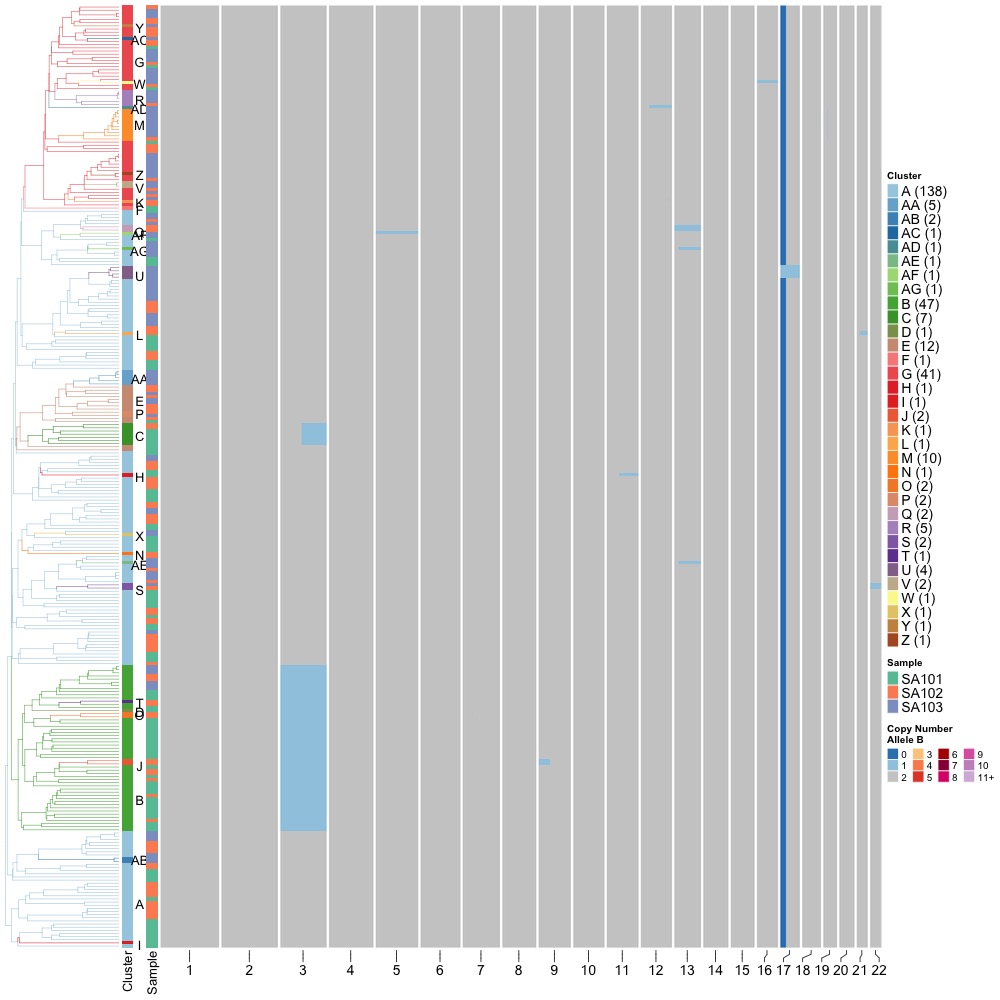 Y
AC
G
W
R
AD
M
Z
V
K
F
Q
AF
AG
U
L
AA
E
P
C
H
X
N
AE
S
T
D
O
J
B
AB
A
I
Cluster
Sample
1 2 3 4 5 6 7 8 9 10 11 12 13 14 15 16 17 18 19 20 21 22
Cluster
A (138)
AA (5)
AB (2)
AC (1)
AD (1)
AE (1)
AF (1)
AG (1)
B (47)
C (7)
D (1)
E (12)
F (1)
G (41)
H (1)
I (1)
J (2)
K (1)
L (1)
M (10)
N (1)
O (2)
P (2)
Q (2)
R (5)
S (2)
T (1)
U (4)
V (2)
W (1)
X (1)
Y (1)
Z (1)
Sample
SA101
SA102
SA103
Copy Number
Allele B
0 3 6 9
1 4 7 10
2 5 8 11+